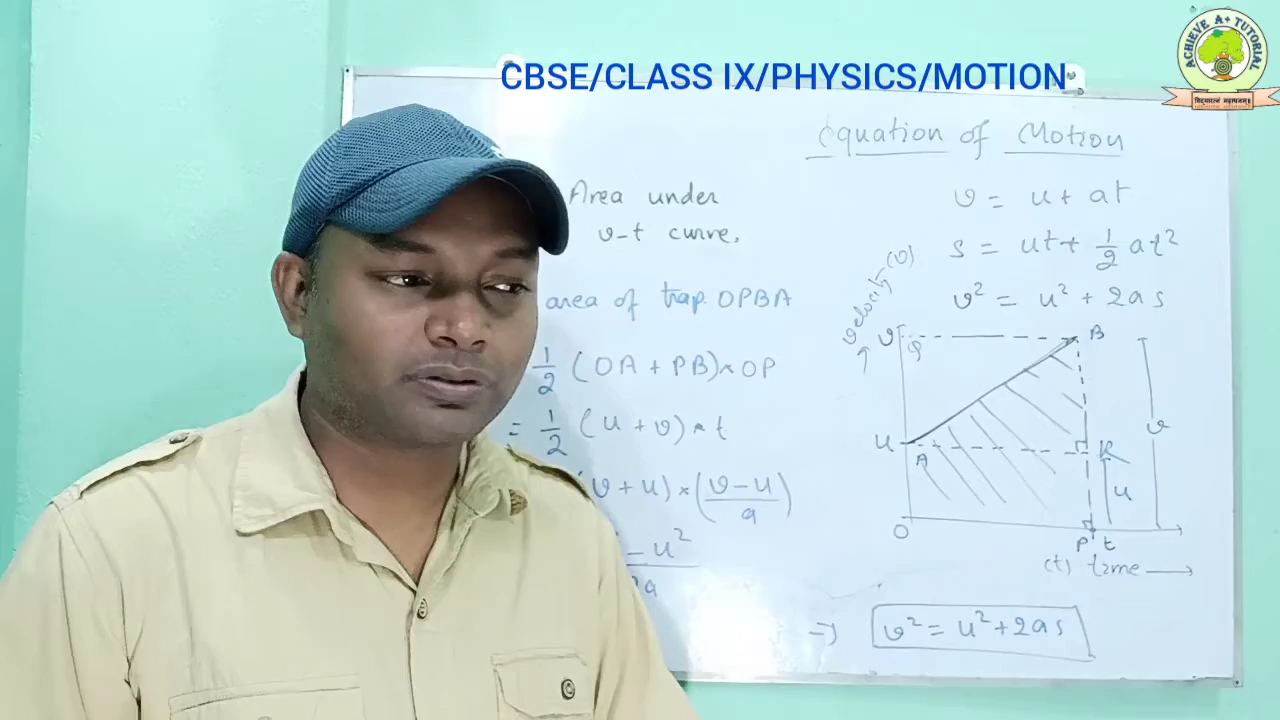 CBSE/CLASS IX/PHYSICS/MOTION
ACHIEVE A+ TUTORIAL
Equation of Motion
v = u + at
s = ut + 1/2 at²
v² = u² + 2as
Area under
v-t curve,
area of trap. OPBA
1/2 (OA + PB) × OP
= 1/2 (u + v) × t
(v + u) × (v - u / a)
- u²
a
velocity (v)
v
Q
B
u
A
K
u
v
O
P t
(t) time
⇒ v² = u² + 2as